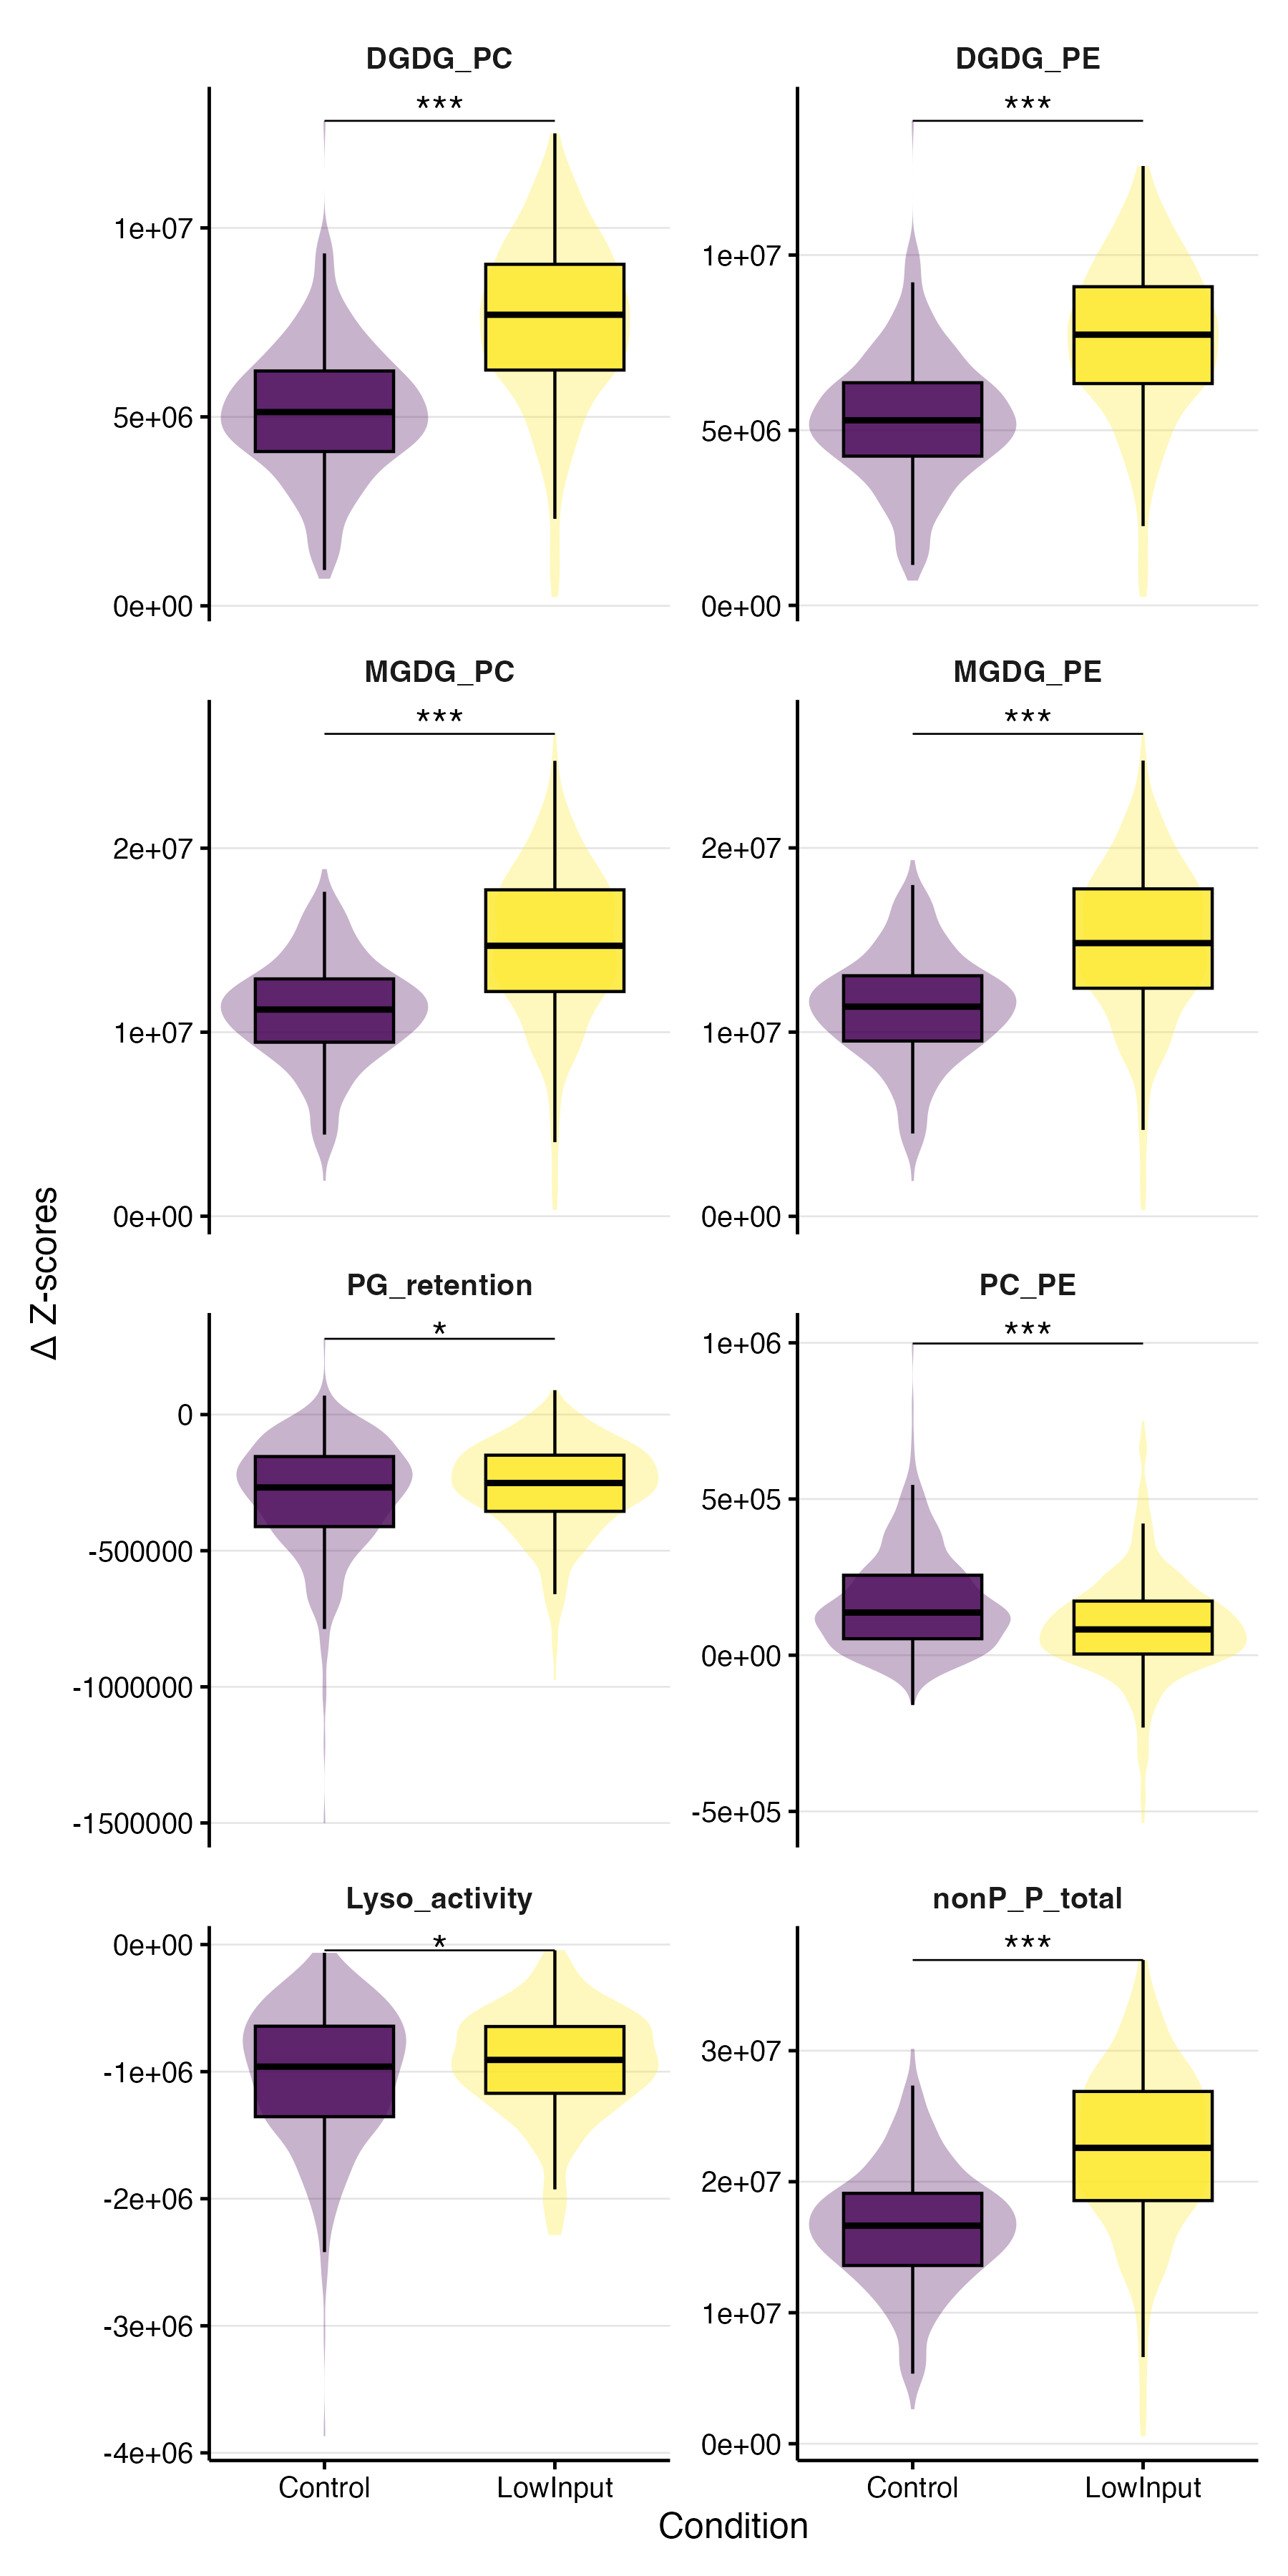 DGDG_PC DGDG_PE
*** ***
1e+07 1e+07
5e+06 5e+06
0e+00 0e+00
MGDG_PC MGDG_PE
*** ***
2e+07 2e+07
1e+07 1e+07
0e+00 0e+00
Δ Z-scores
PG_retention PC_PE
* ***
0
-500000
-1000000
-1500000
1e+06
5e+05
0e+00
-5e+05
Lyso_activity nonP_P_total
* ***
0e+00
-1e+06
-2e+06
-3e+06
-4e+06
3e+07
2e+07
1e+07
0e+00
Control LowInput Control LowInput
Condition